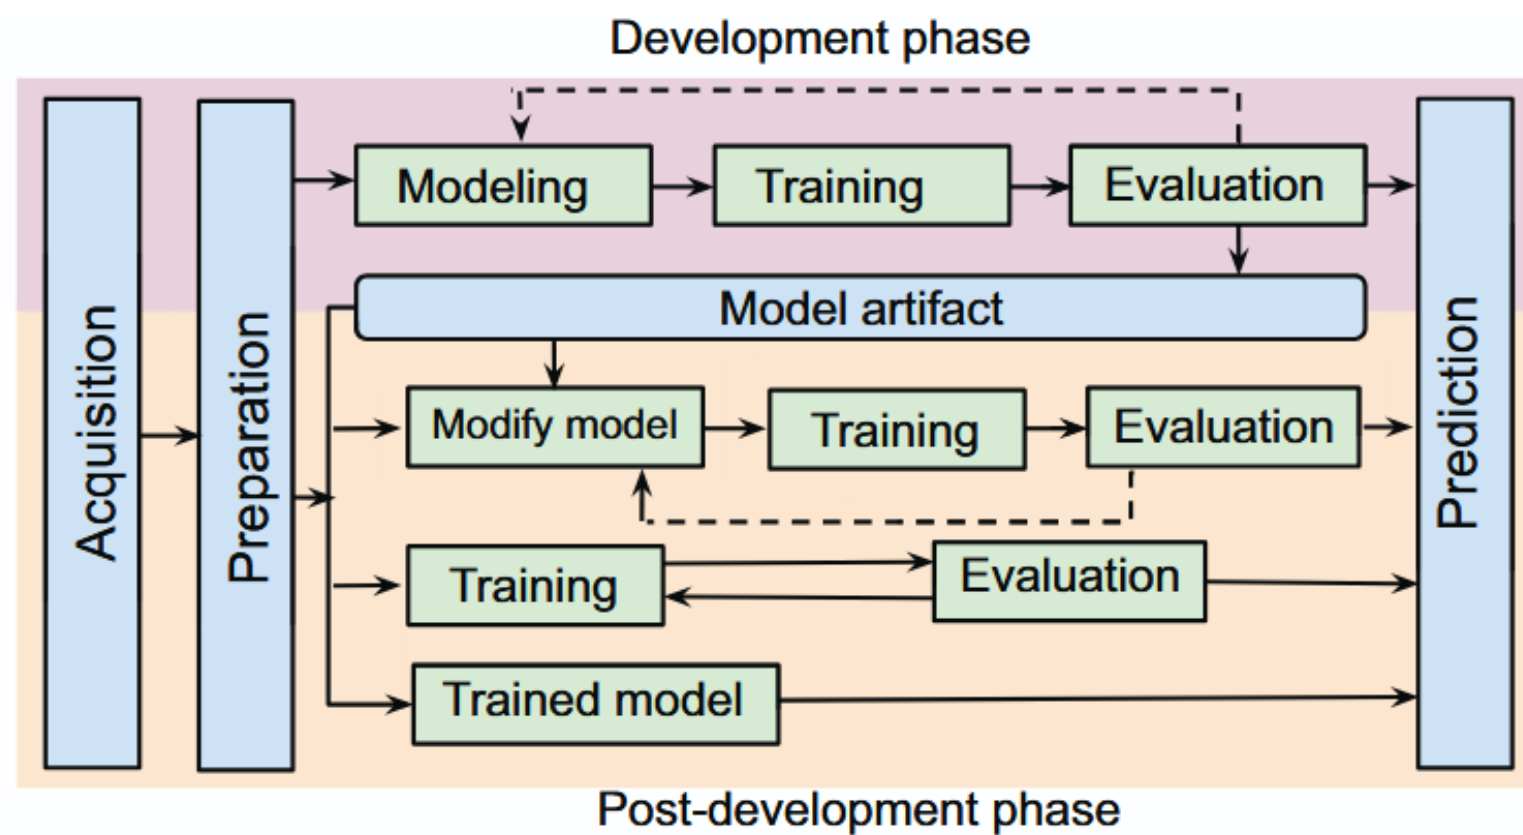 Development phase
Acquisition
Preparation
Modeling
Training
Evaluation
Model artifact
Modify model
Training
Evaluation
Training
Evaluation
Trained model
Prediction
Post-development phase